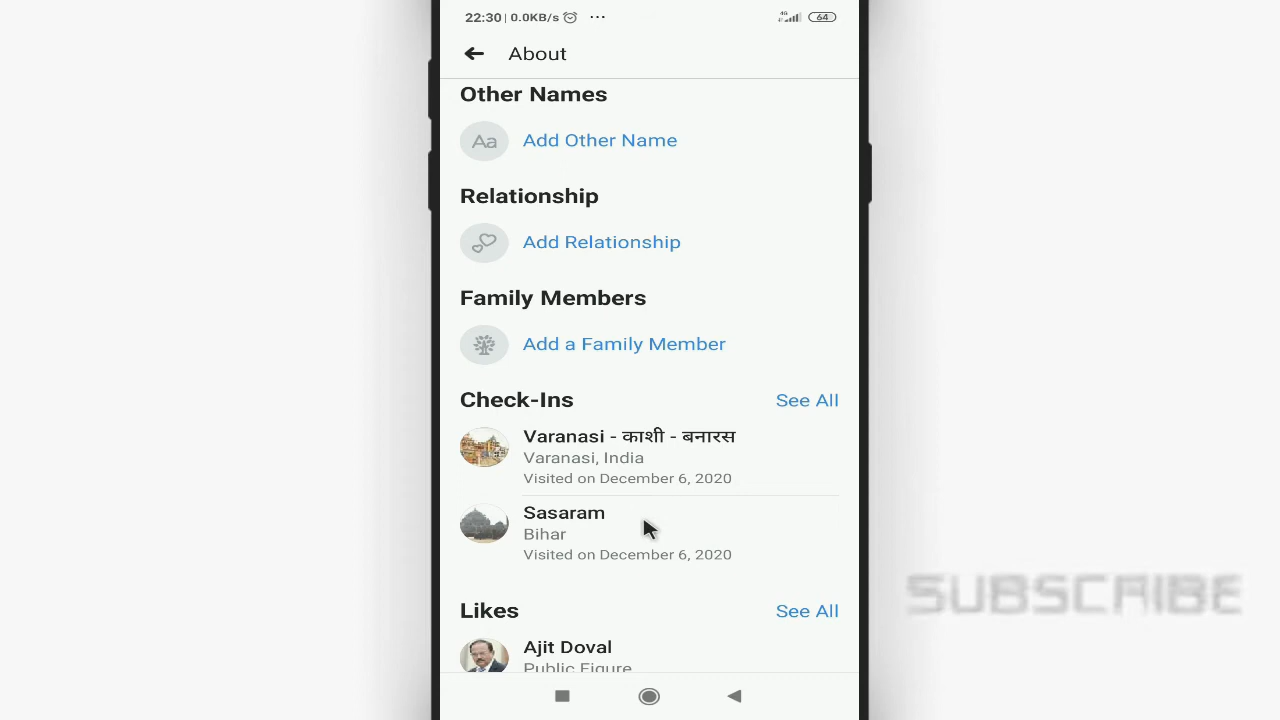 22:30 | 0.0KB/s ... 4G 64
About
Other Names
Aa Add Other Name
Relationship
Add Relationship
Family Members
Add a Family Member
Check-Ins See All
Varanasi - काशी - बनारस
Varanasi, India
Visited on December 6, 2020
Sasaram
Bihar
Visited on December 6, 2020
SUBSCRIBE
Likes See All
Ajit Doval
Public Figure